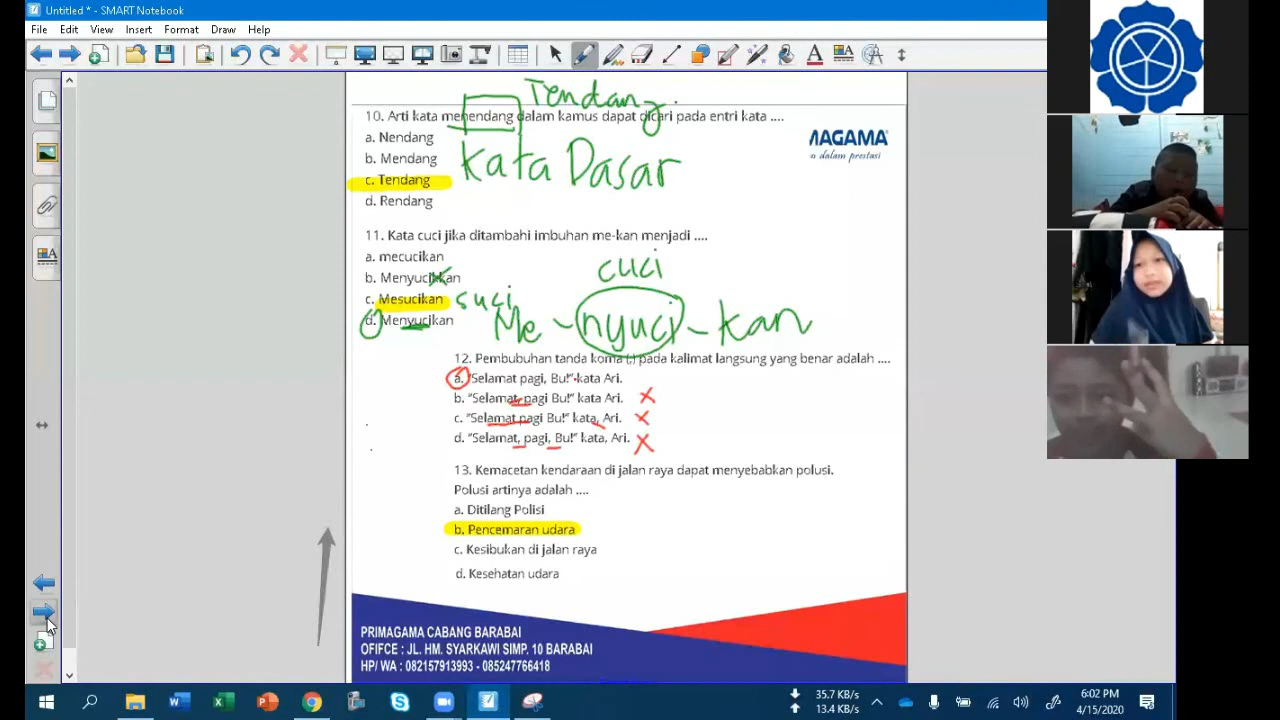 Untitled * - SMART Notebook
File Edit View Insert Format Draw Help
Tendang.
10. Arti kata menendang dalam kamus dapat dicari pada entri kata ....
a. Nendang
b. Mendang
c. Tendang
d. Rendang
Kata Dasar
MAGAMA
n dalam prestasi
11. Kata cuci jika ditambahi imbuhan me-kan menjadi ....
a. mecucikan
b. Menyucikkan
c. Mesucikan
d. Menyucikan
cuci
suci
Me - nyuci - kan
12. Pembubuhan tanda koma (,) pada kalimat langsung yang benar adalah ....
a. "Selamat pagi, Bu!" kata Ari.
b. "Selamat, pagi Bu!" kata Ari.
c. "Selamat pagi Bu!" kata, Ari.
d. "Selamat, pagi, Bu!" kata, Ari.
13. Kemacetan kendaraan di jalan raya dapat menyebabkan polusi.
Polusi artinya adalah ....
a. Ditilang Polisi
b. Pencemaran udara
c. Kesibukan di jalan raya
d. Kesehatan udara
PRIMAGAMA CABANG BARABAI
OFIFCE : JL. HM. SYARKAWI SIMP. 10 BARABAI
HP/ WA : 082157913993 - 085247766418
35.7 KB/s
13.4 KB/s
6:02 PM
4/15/2020